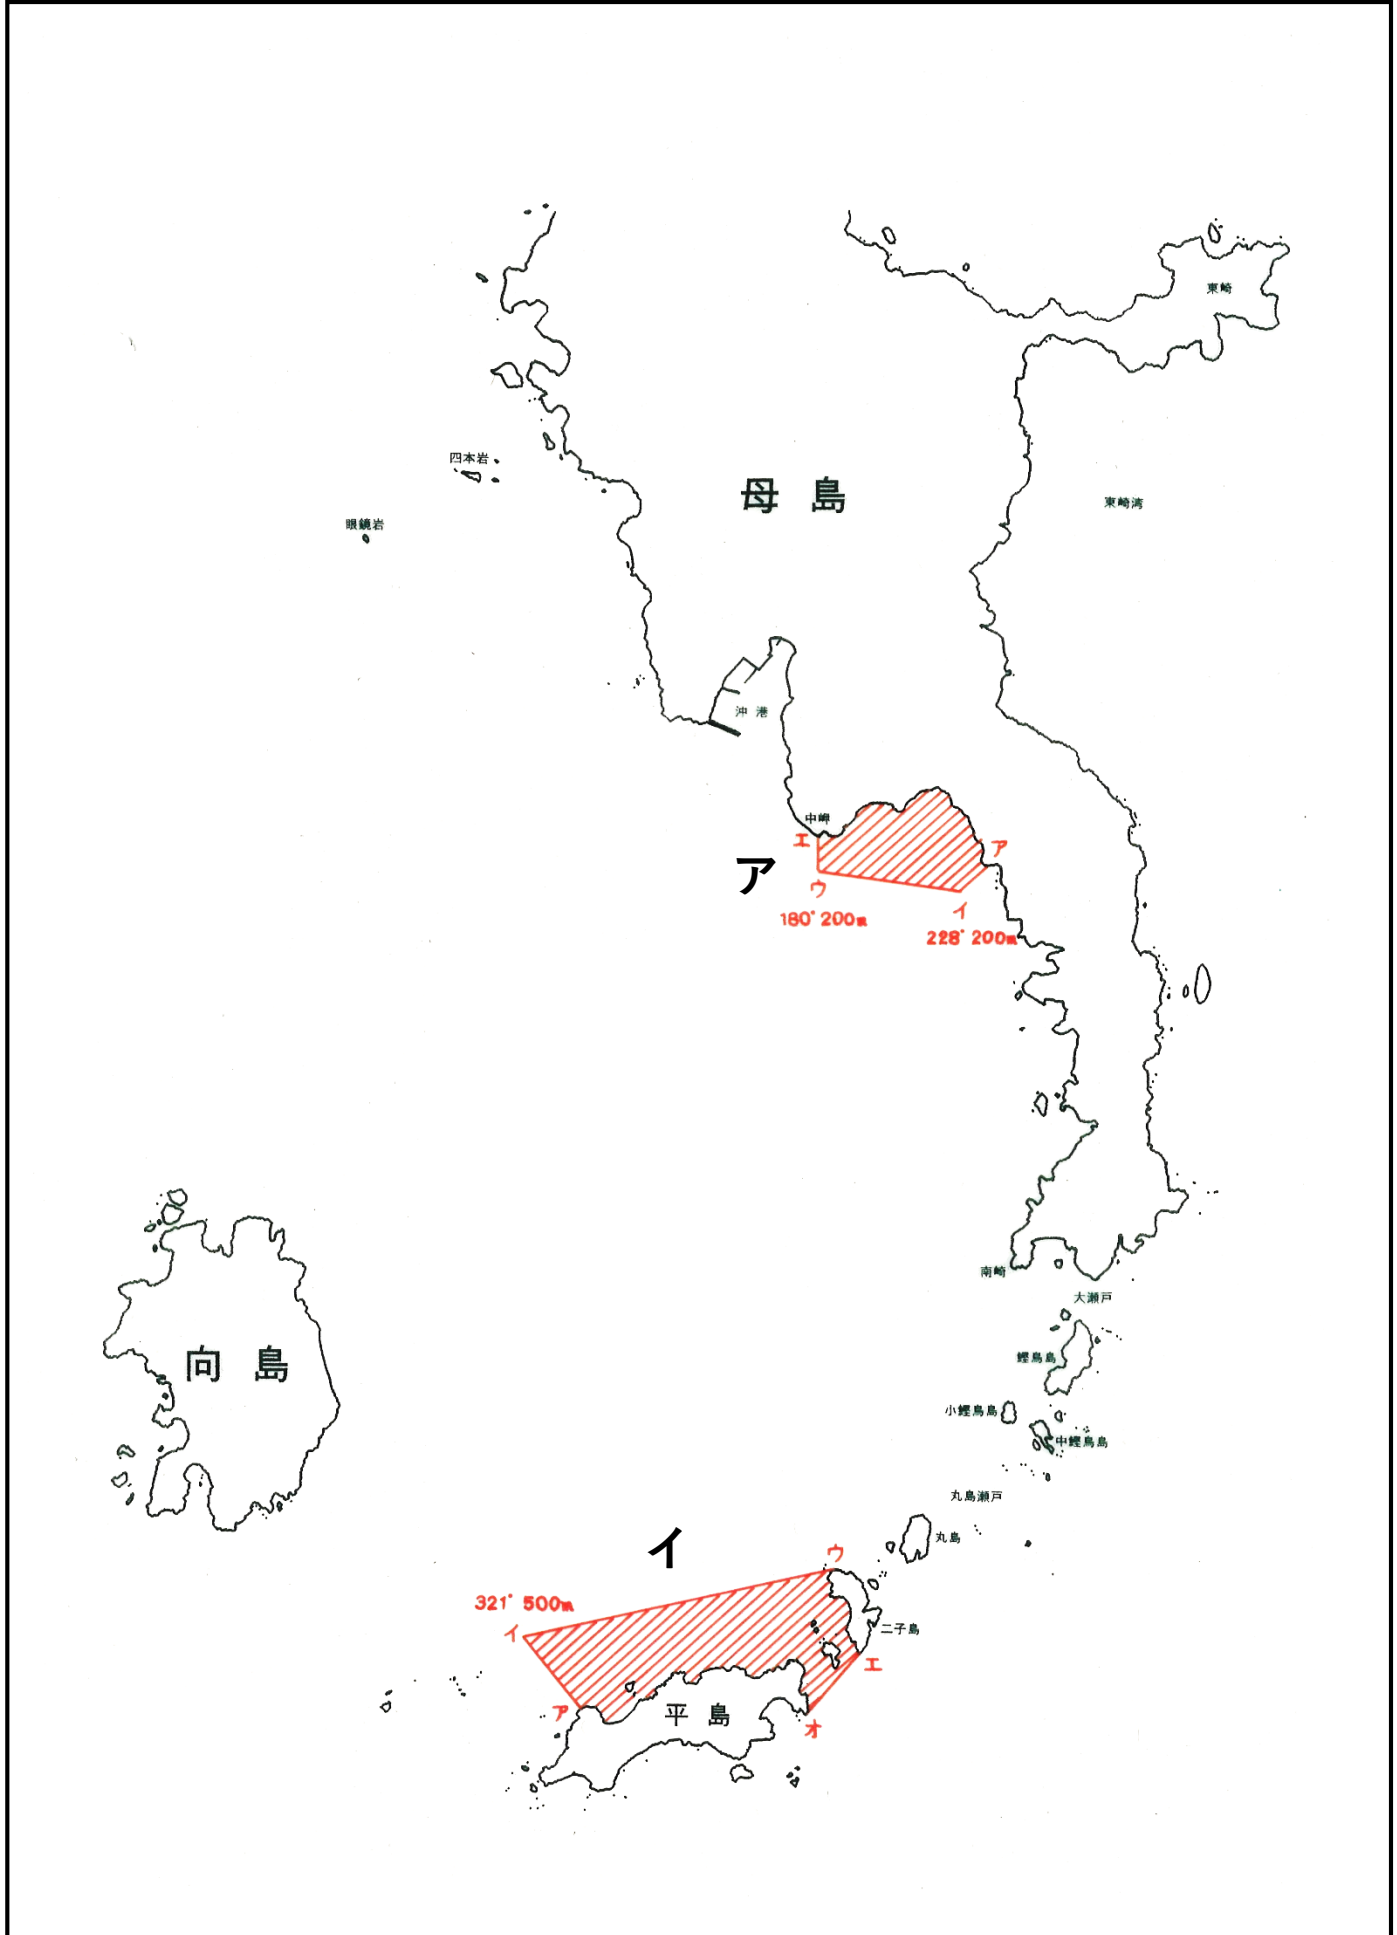 東崎
四本岩
母島
東崎湾
眼鏡岩
沖港
中岬
エ
ア
ア
ウ
イ
180°200m
228°200m
南崎
大瀬戸
向島
鰹鳥島
小鰹鳥島
中鰹鳥島
丸島瀬戸
丸島
イ
ウ
321°500m
イ
二子島
エ
ア
平島
オ